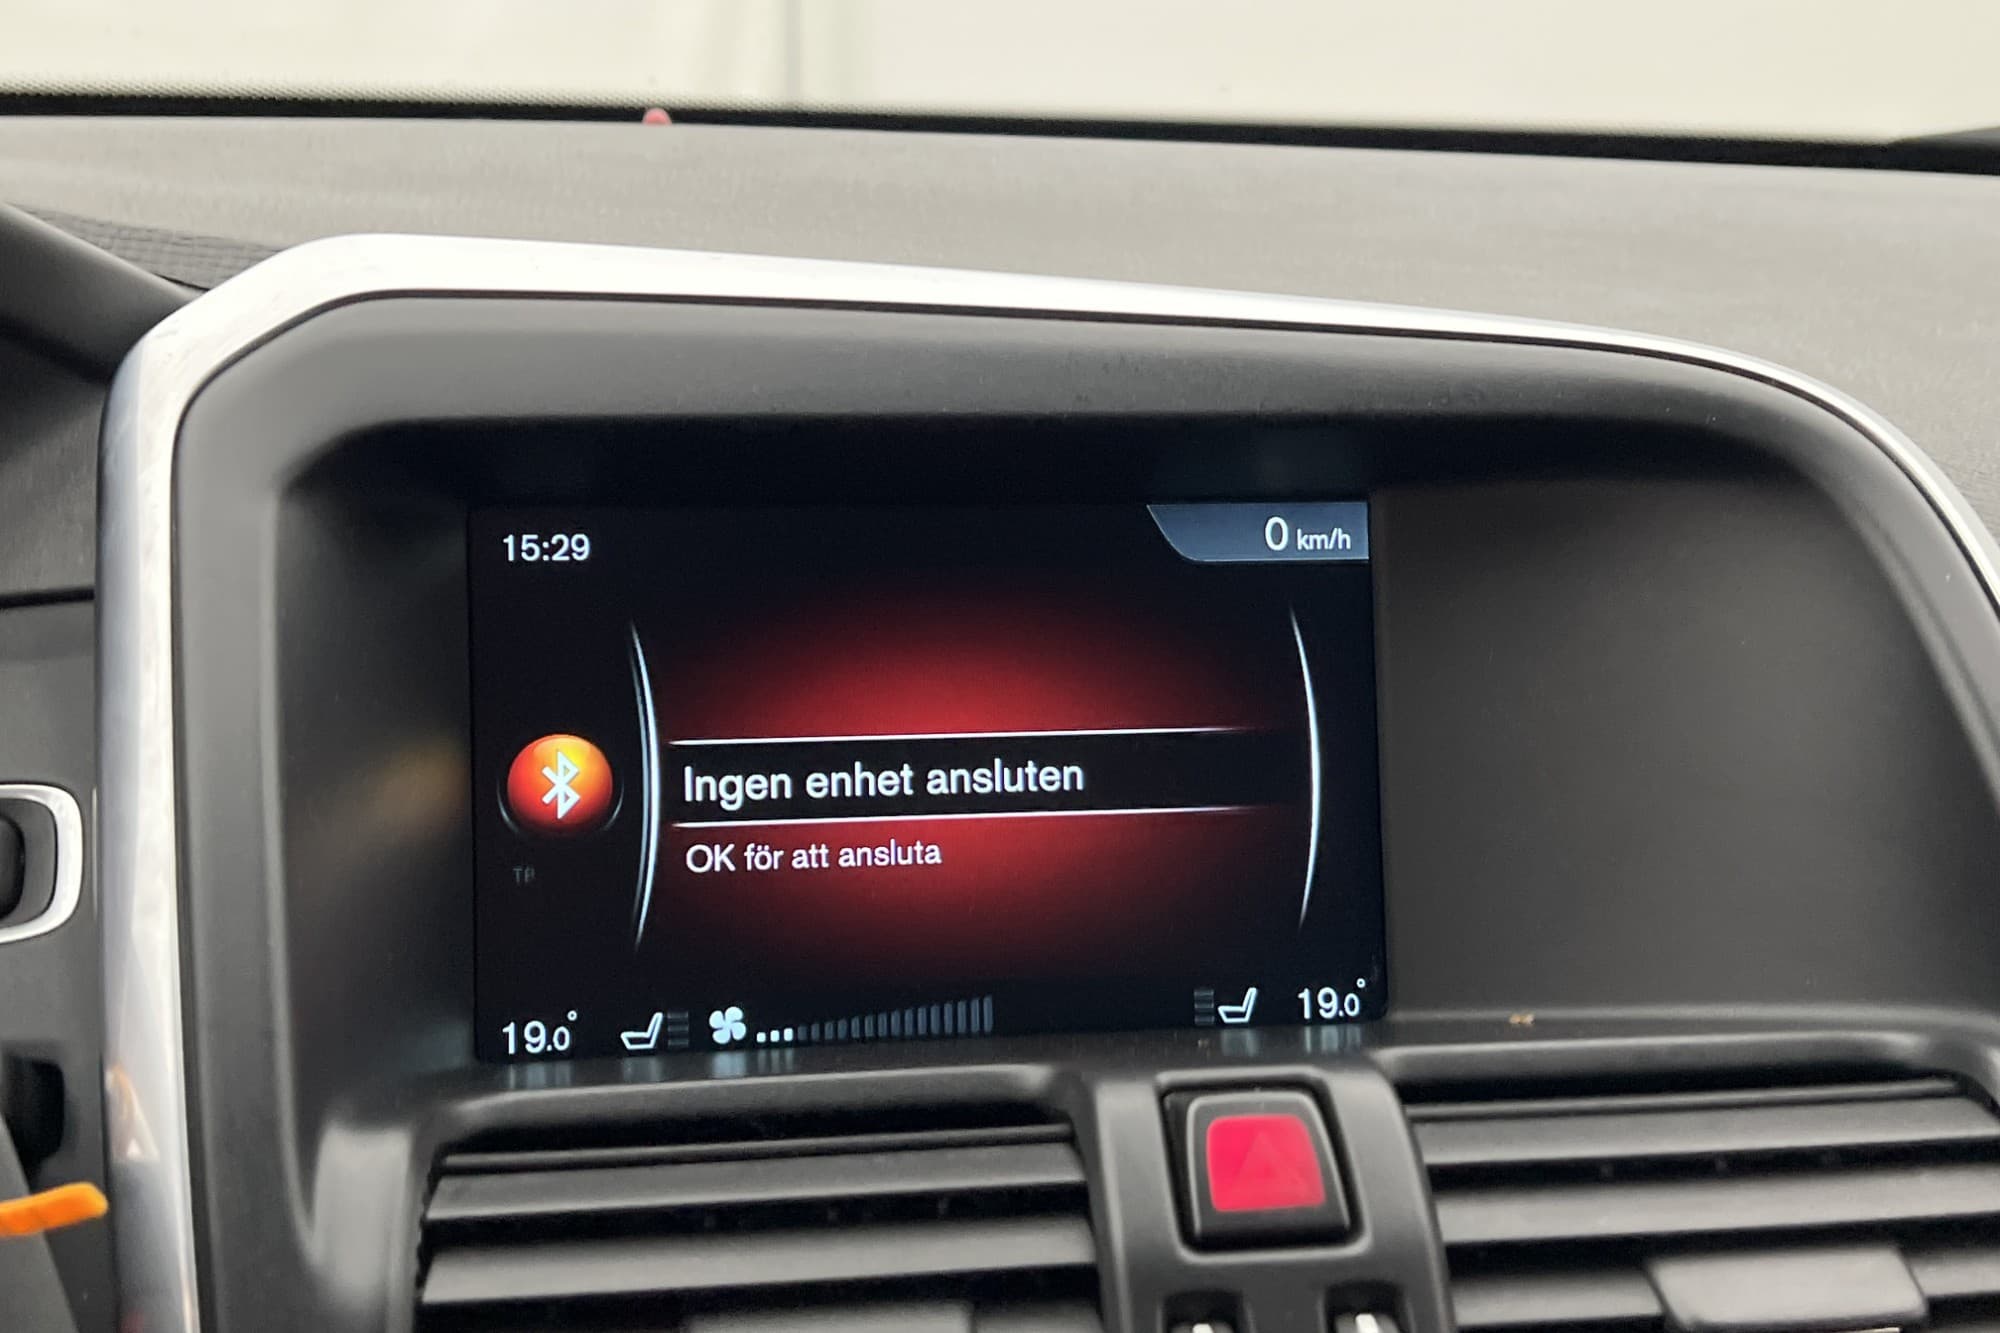 15:29
0 km/h
Ingen enhet ansluten
OK för att ansluta
TP
19.0°
19.0°